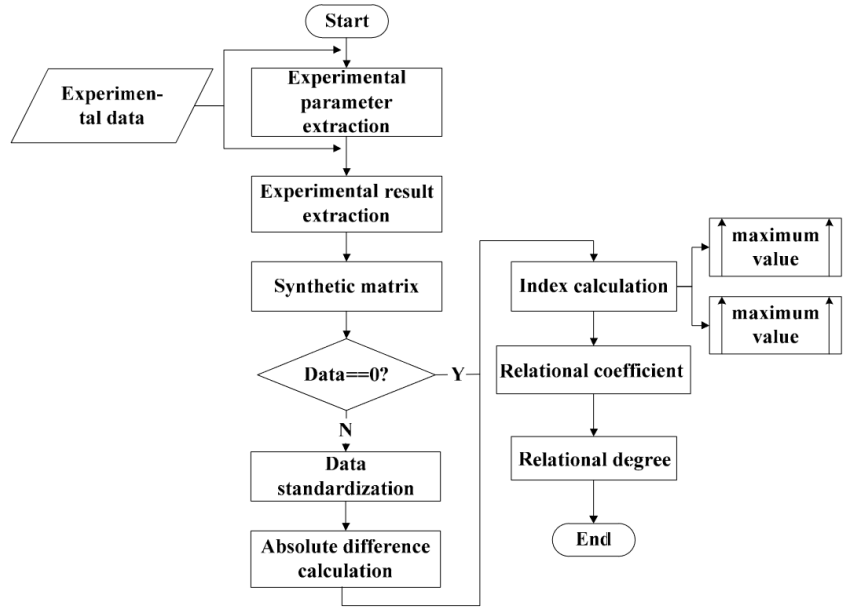 Start
Experimen-
tal data
Experimental
parameter
extraction
Experimental result
extraction
Synthetic matrix
Data==0?
Y
N
Data
standardization
Absolute difference
calculation
Index calculation
maximum
value
maximum
value
Relational coefficient
Relational degree
End